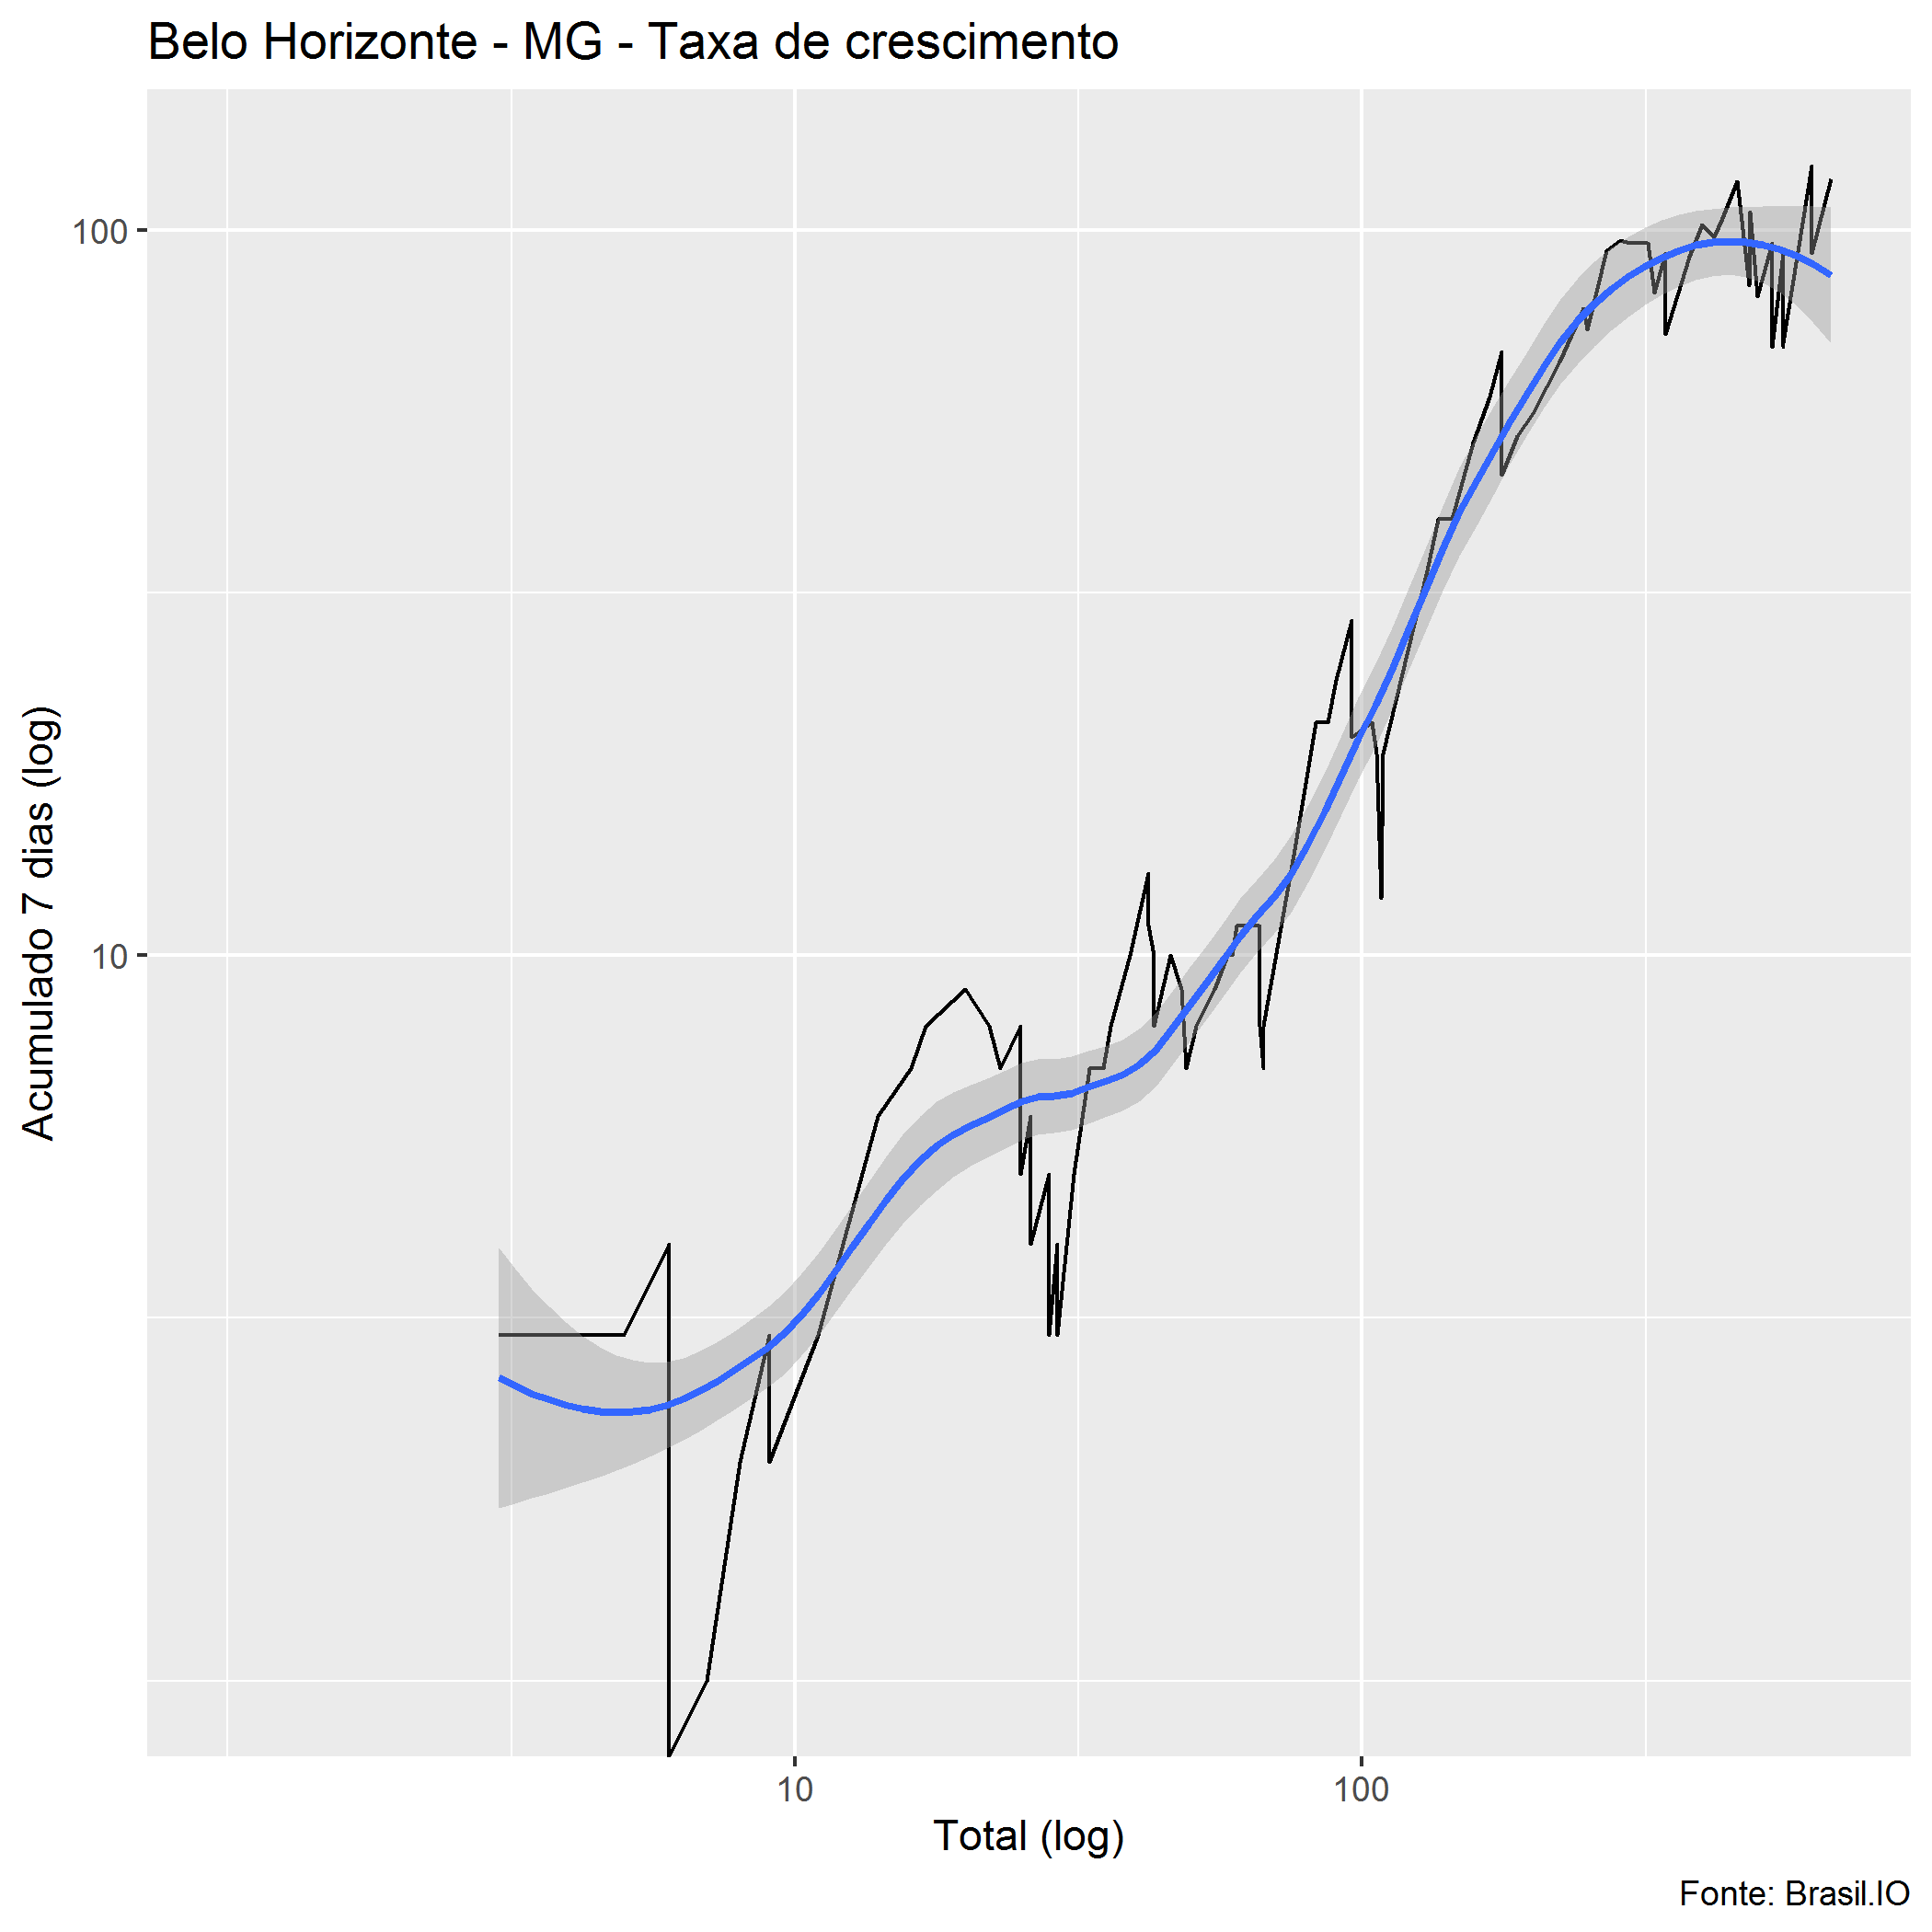 Belo Horizonte - MG - Taxa de crescimento
100
10
Acumulado 7 dias (log)
10
100
Total (log)
Fonte: Brasil.IO